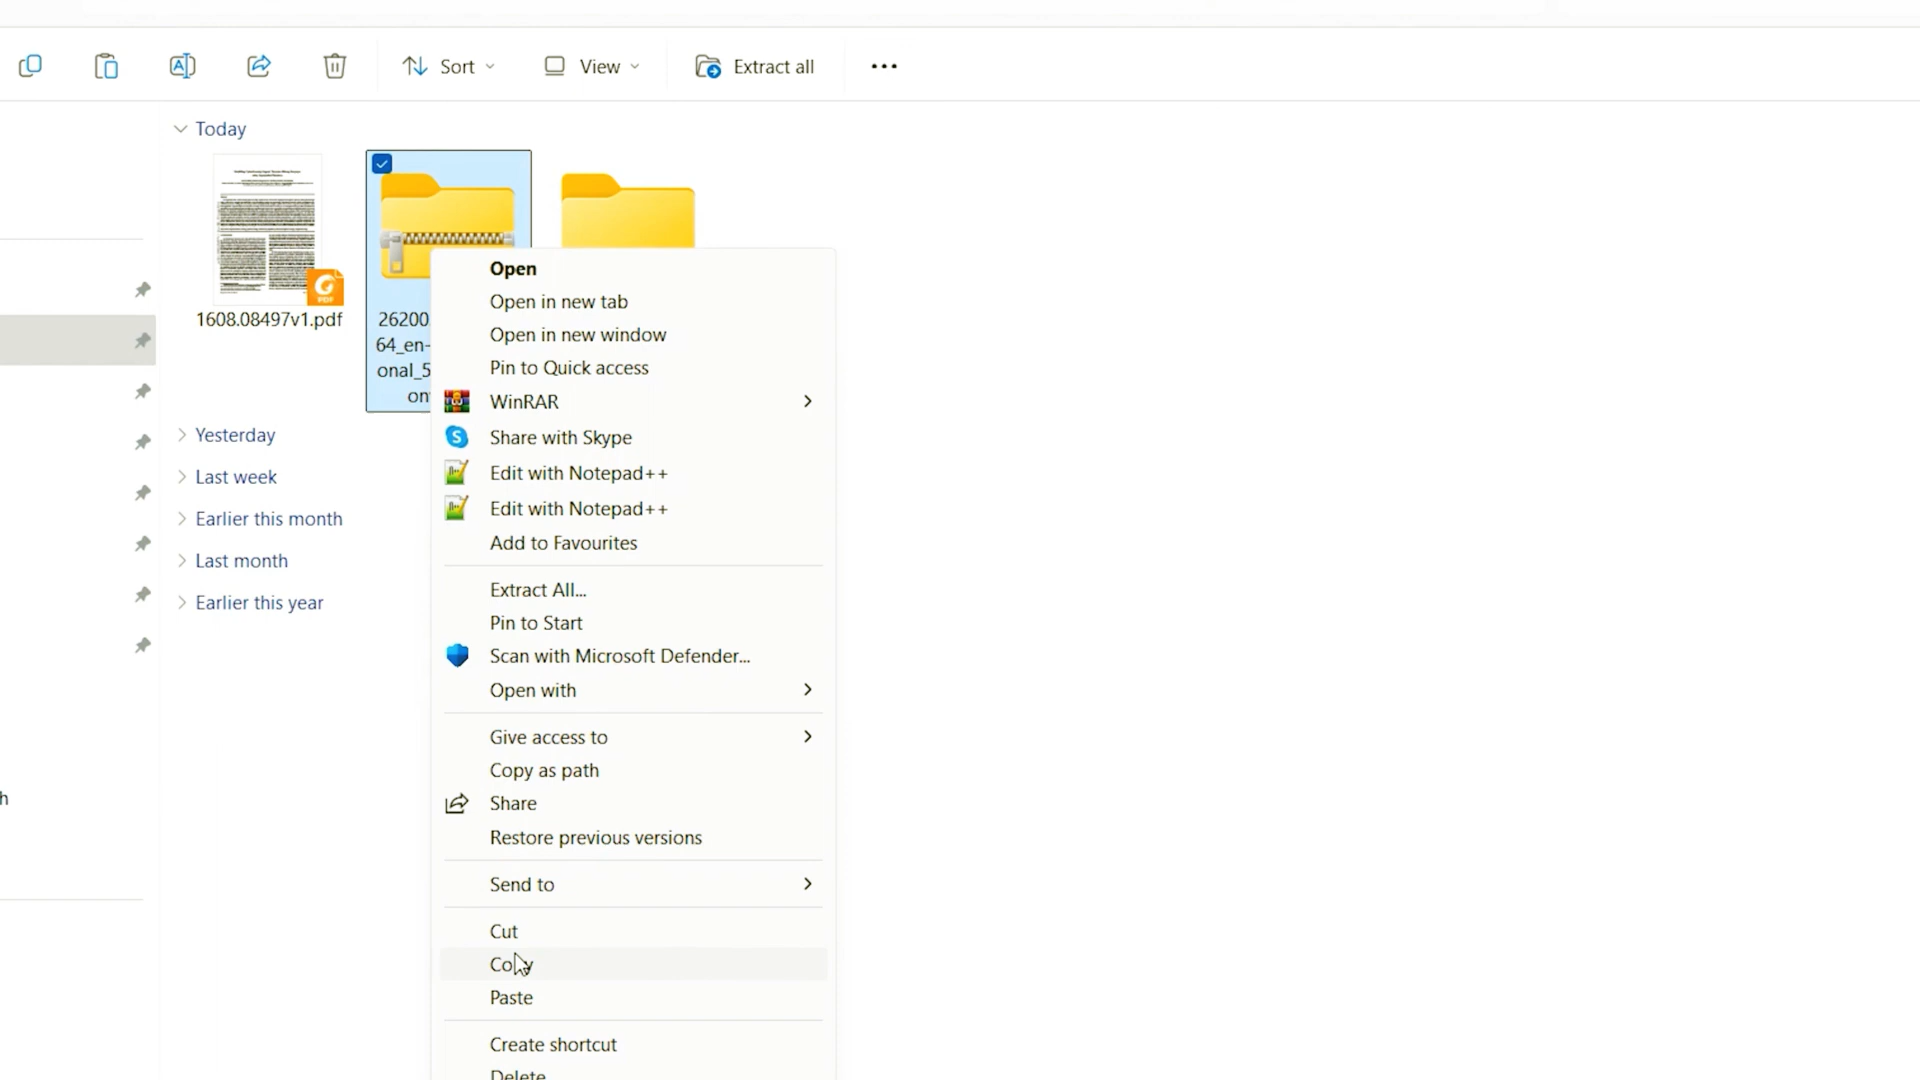 Sort
View
Extract all
Today
1608.08497v1.pdf
26200
64_en-
onal_5
on
Open
Open in new tab
Open in new window
Pin to Quick access
WinRAR
Share with Skype
Edit with Notepad++
Edit with Notepad++
Add to Favourites
Extract All...
Pin to Start
Scan with Microsoft Defender...
Open with
Give access to
Copy as path
Share
Restore previous versions
Send to
Cut
Copy
Paste
Create shortcut
Delete
Yesterday
Last week
Earlier this month
Last month
Earlier this year
h